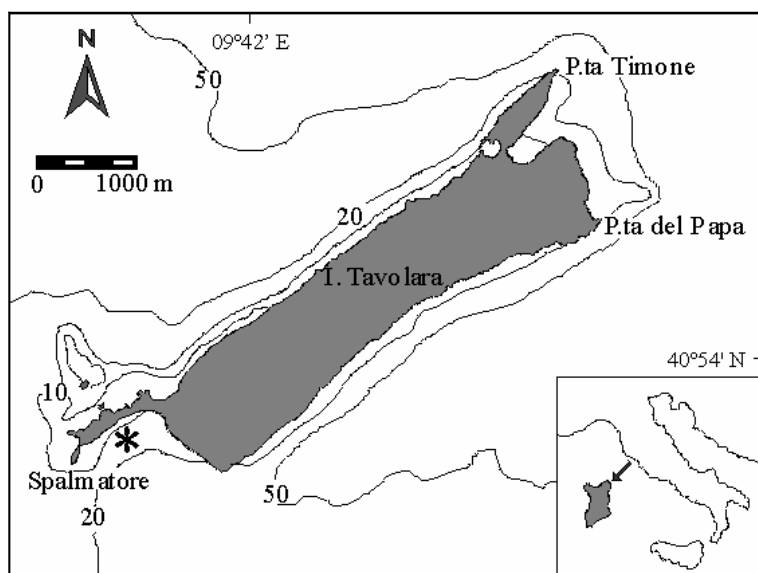 09°42' E
N
50
P.ta Timone
0 1000 m
20
P.ta del Papa
I. Tavolara
40°54' N
10
Spalmatore
50
20